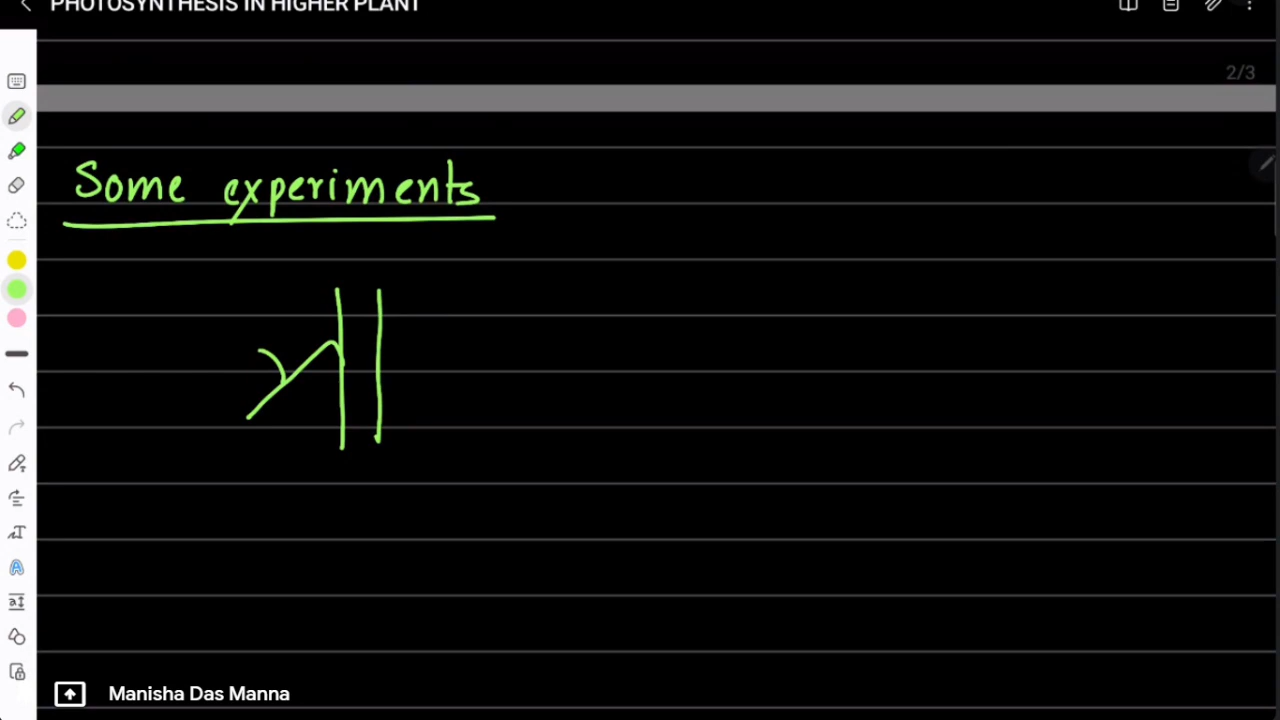 PHOTOSYNTHESIS IN HIGHER PLANT
2/3
Some experiments
Manisha Das Manna